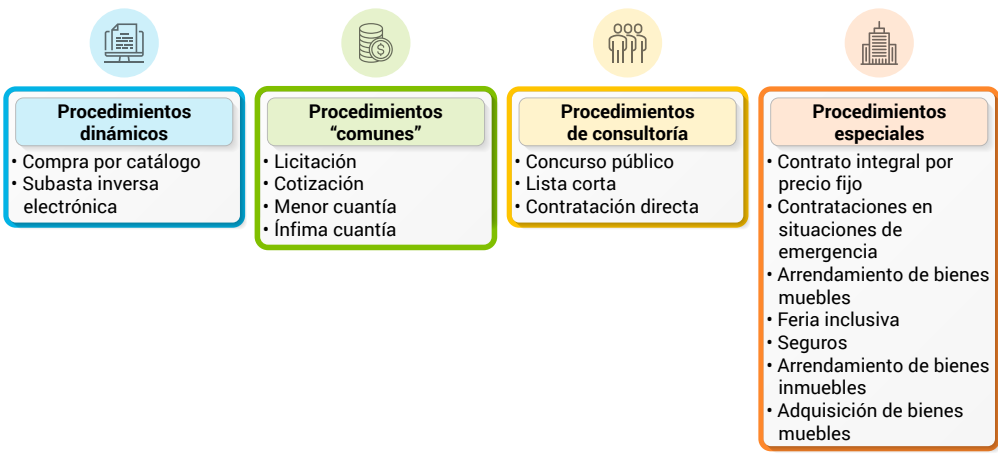 Procedimientos
dinámicos
• Compra por catálogo
• Subasta inversa
electrónica
Procedimientos
“comunes”
• Licitación
• Cotización
• Menor cuantía
• Ínfima cuantía
Procedimientos
de consultoría
• Concurso público
• Lista corta
• Contratación directa
Procedimientos
especiales
• Contrato integral por
precio fijo
• Contrataciones en
situaciones de
emergencia
• Arrendamiento de bienes
muebles
• Feria inclusiva
• Seguros
• Arrendamiento de bienes
inmuebles
• Adquisición de bienes
muebles